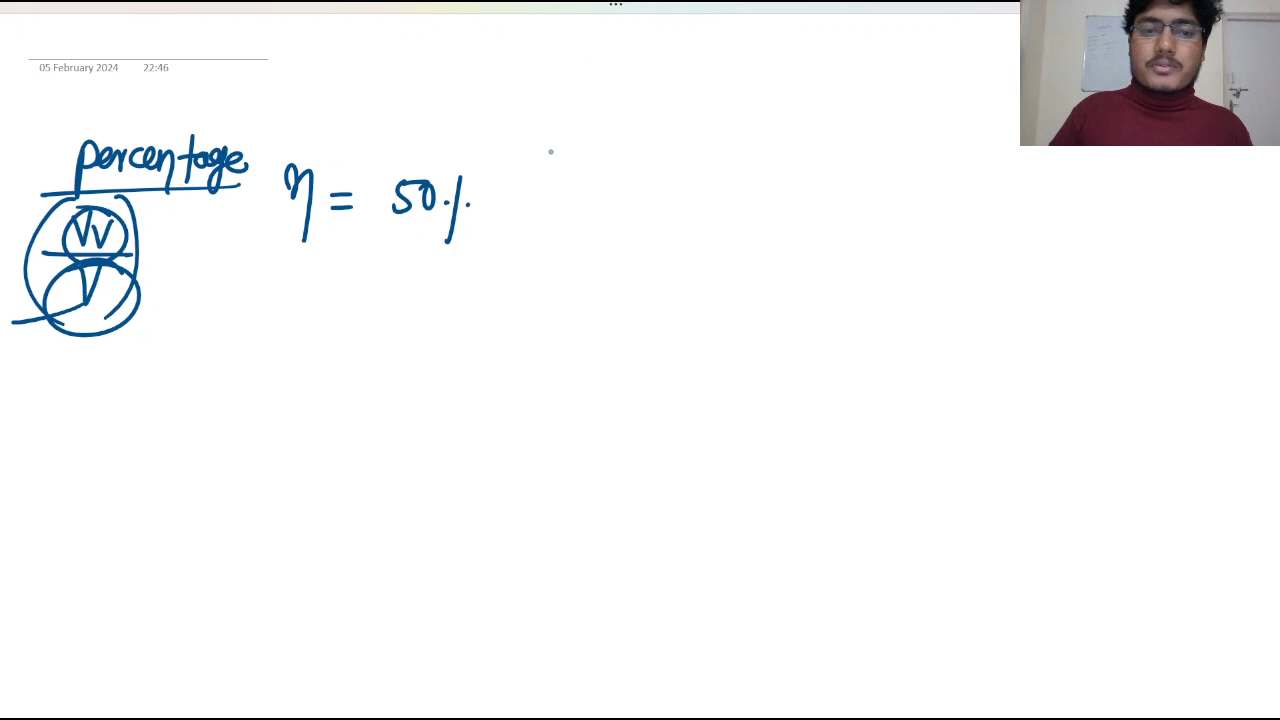 05 February 2024 22:46
percentage
η = 50%
Vv
V